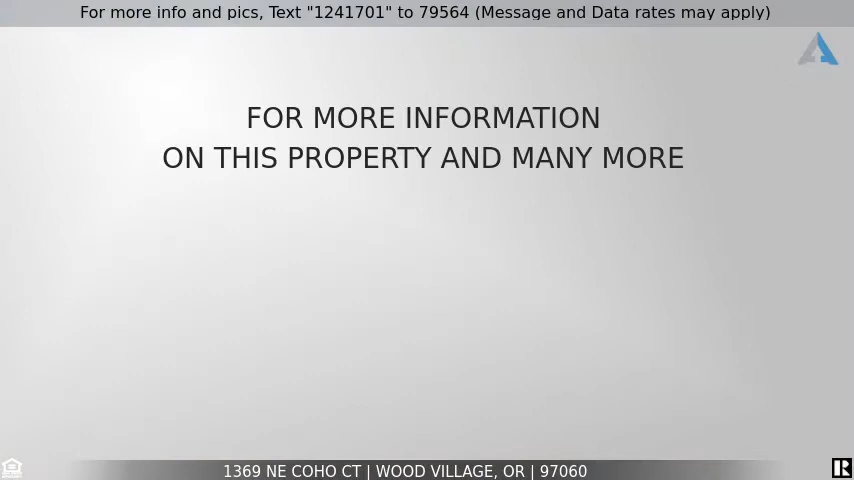 For more info and pics, Text "1241701" to 79564 (Message and Data rates may apply)
FOR MORE INFORMATION
ON THIS PROPERTY AND MANY MORE
1369 NE COHO CT | WOOD VILLAGE, OR | 97060